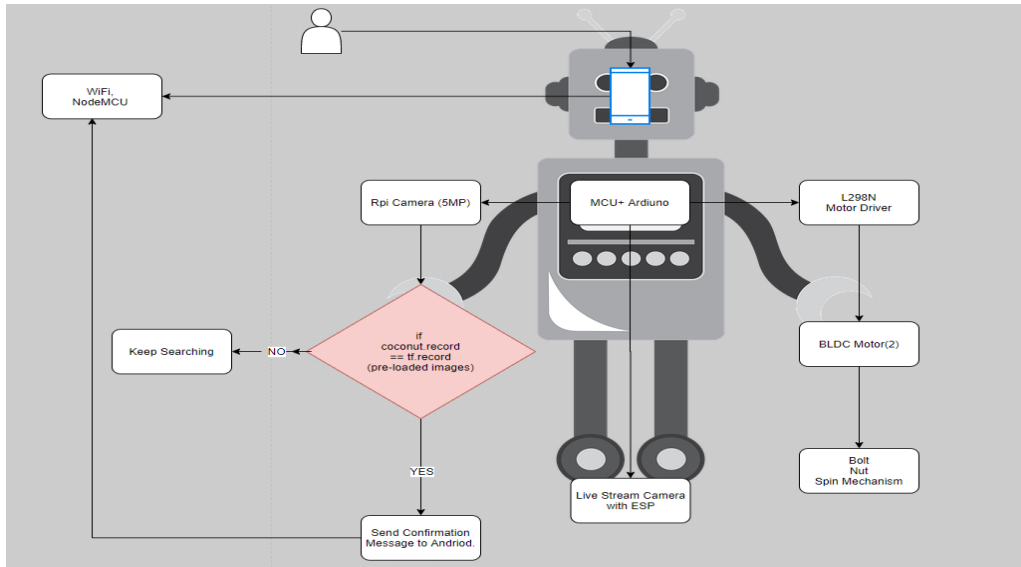 WiFi,
NodeMCU
Rpi Camera (5MP)
MCU+ Ardiuno
L298N
Motor Driver
if
coconut.record
== tf.record
(pre-loaded images)
NO
Keep Searching
BLDC Motor(2)
YES
Bolt
Nut
Spin Mechanism
Live Stream Camera
with ESP
Send Confirmation
Message to Andriod.